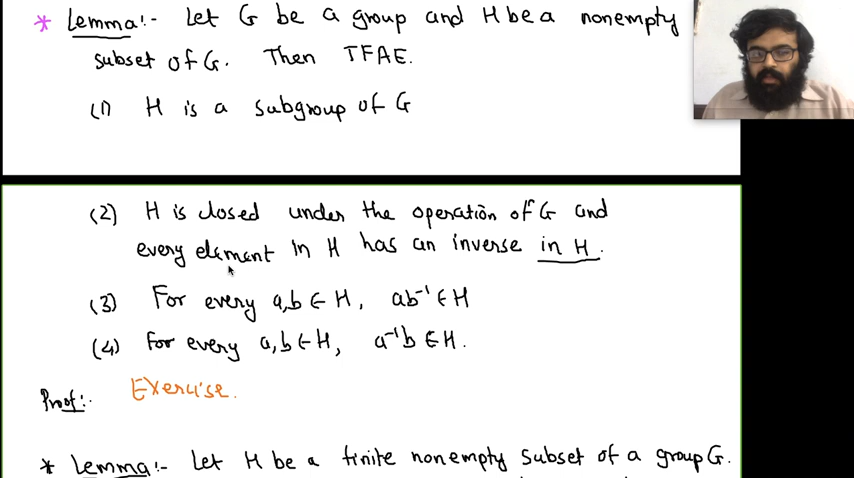 * Lemma:- Let G be a group and H be a nonempty
subset of G. Then TFAE.
(1) H is a subgroup of G
(2) H is closed under the operation of G and
every element in H has an inverse in H.
(3) For every a,b ∈ H, ab⁻¹ ∈ H
(4) For every a,b ∈ H, a⁻¹b ∈ H.
Proof:- Exercise.
* Lemma:- Let H be a finite nonempty subset of a group G.